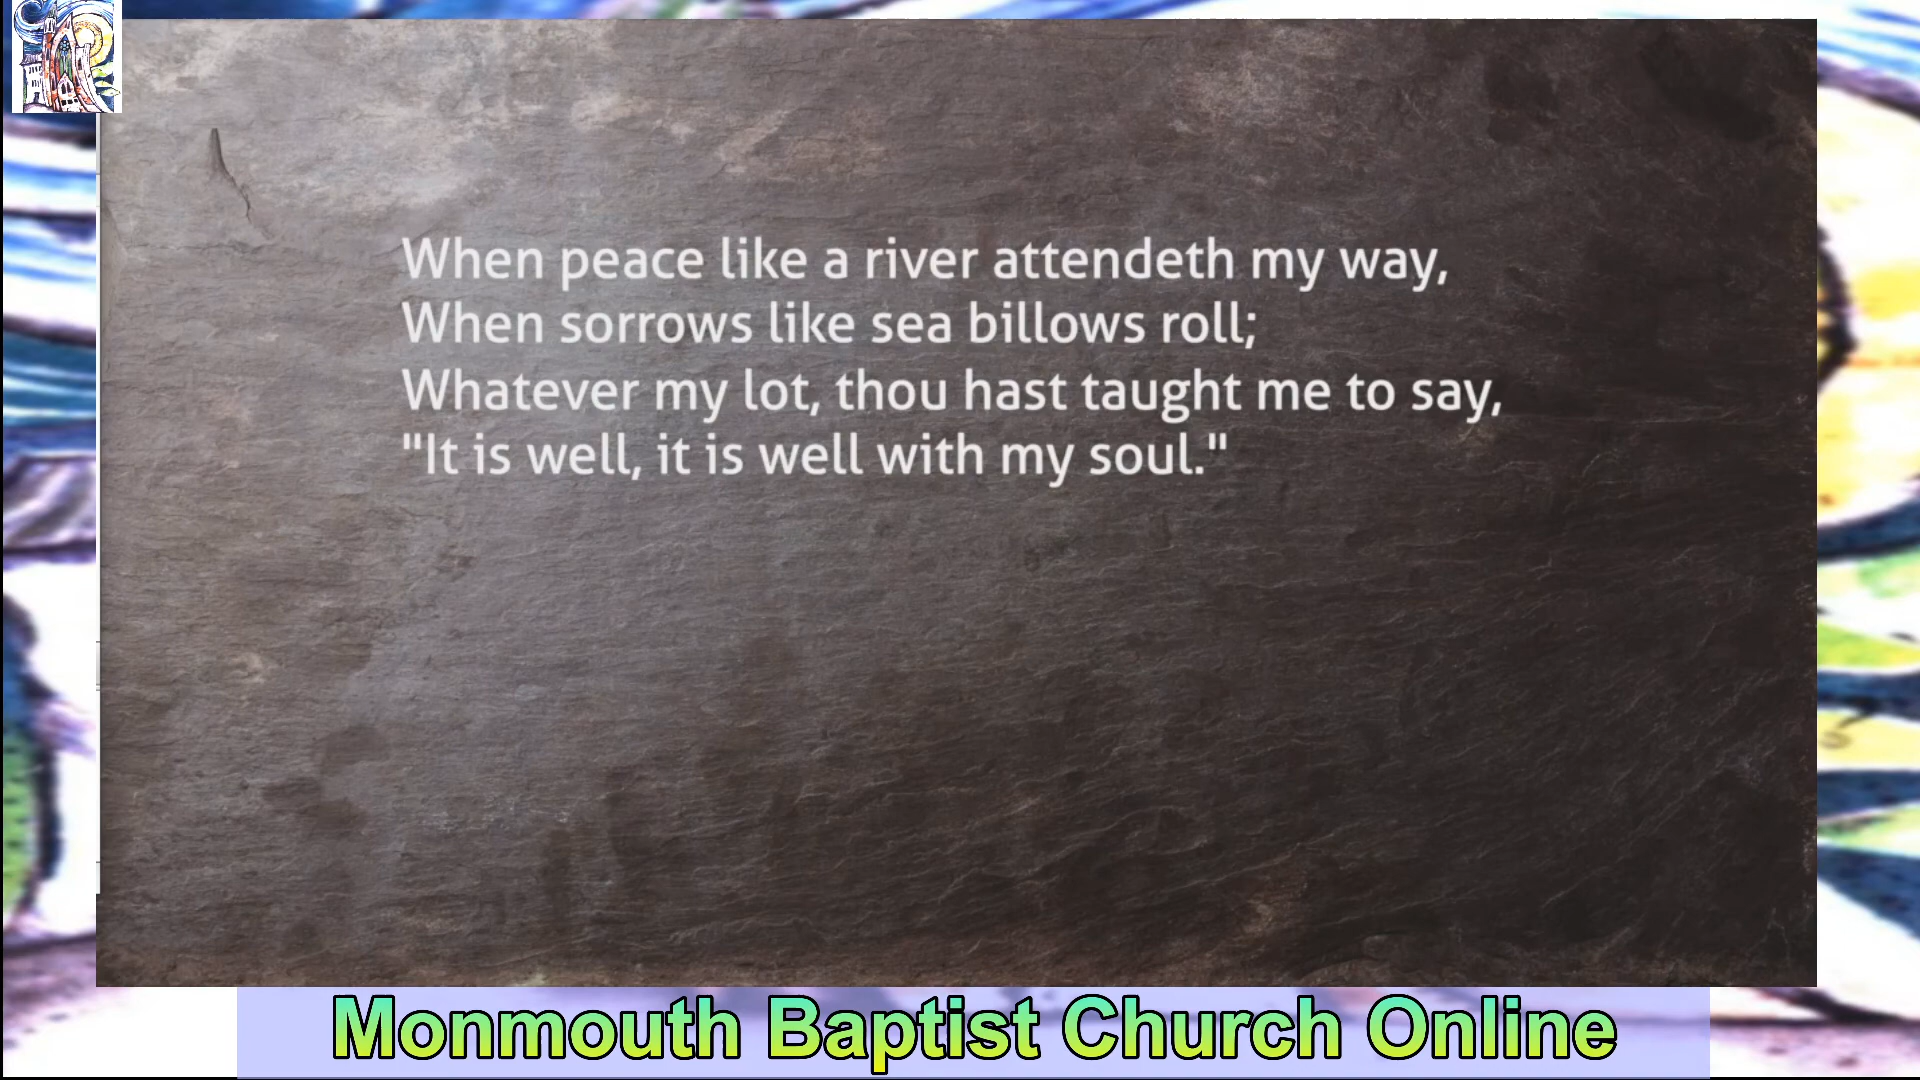 When peace like a river attendeth my way,
When sorrows like sea billows roll;
Whatever my lot, thou hast taught me to say,
"It is well, it is well with my soul."
Monmouth Baptist Church Online